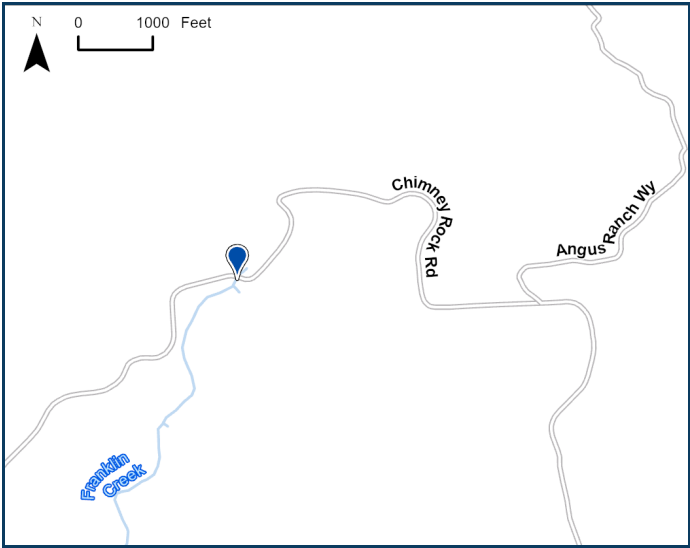 N
0 1000 Feet
Chimney Rock Rd
Angus Ranch Wy
Franklin
Creek